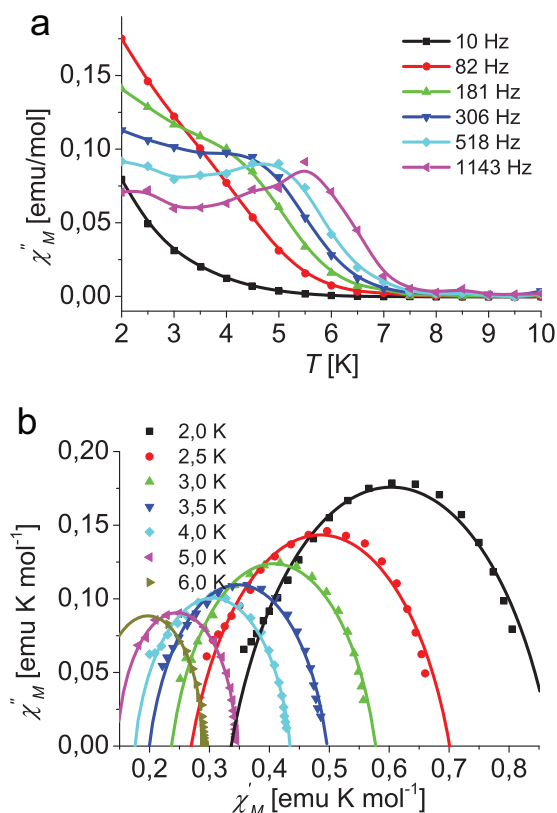 a
0,15
0,10
0,05
0,00
χ''M [emu/mol]
10 Hz
82 Hz
181 Hz
306 Hz
518 Hz
1143 Hz
2 3 4 5 6 7 8 9 10
T [K]
b
0,20
0,15
0,10
0,05
0,00
χ''M [emu K mol⁻¹]
2,0 K
2,5 K
3,0 K
3,5 K
4,0 K
5,0 K
6,0 K
0,2 0,3 0,4 0,5 0,6 0,7 0,8
χ'M [emu K mol⁻¹]